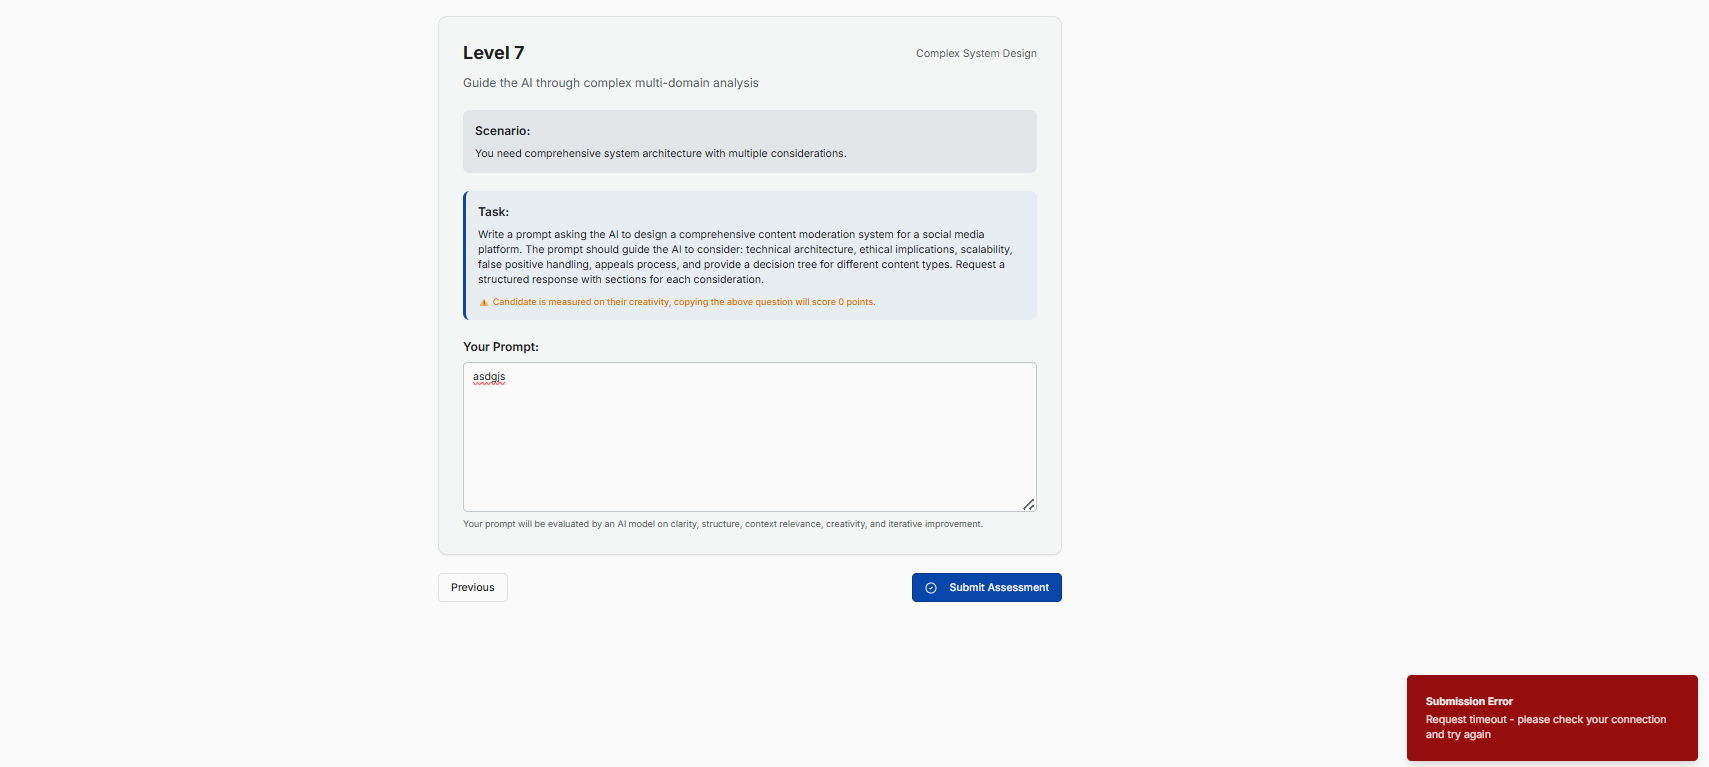 Level 7
Complex System Design
Guide the AI through complex multi-domain analysis
Scenario:
You need comprehensive system architecture with multiple considerations.
Task:
Write a prompt asking the AI to design a comprehensive content moderation system for a social media
platform. The prompt should guide the AI to consider: technical architecture, ethical implications, scalability,
false positive handling, appeals process, and provide a decision tree for different content types. Request a
structured response with sections for each consideration.
⚠ Candidate is measured on their creativity, copying the above question will score 0 points.
Your Prompt:
asdgjs
Your prompt will be evaluated by an AI model on clarity, structure, context relevance, creativity, and iterative improvement.
Previous
Submit Assessment
Submission Error
Request timeout - please check your connection
and try again